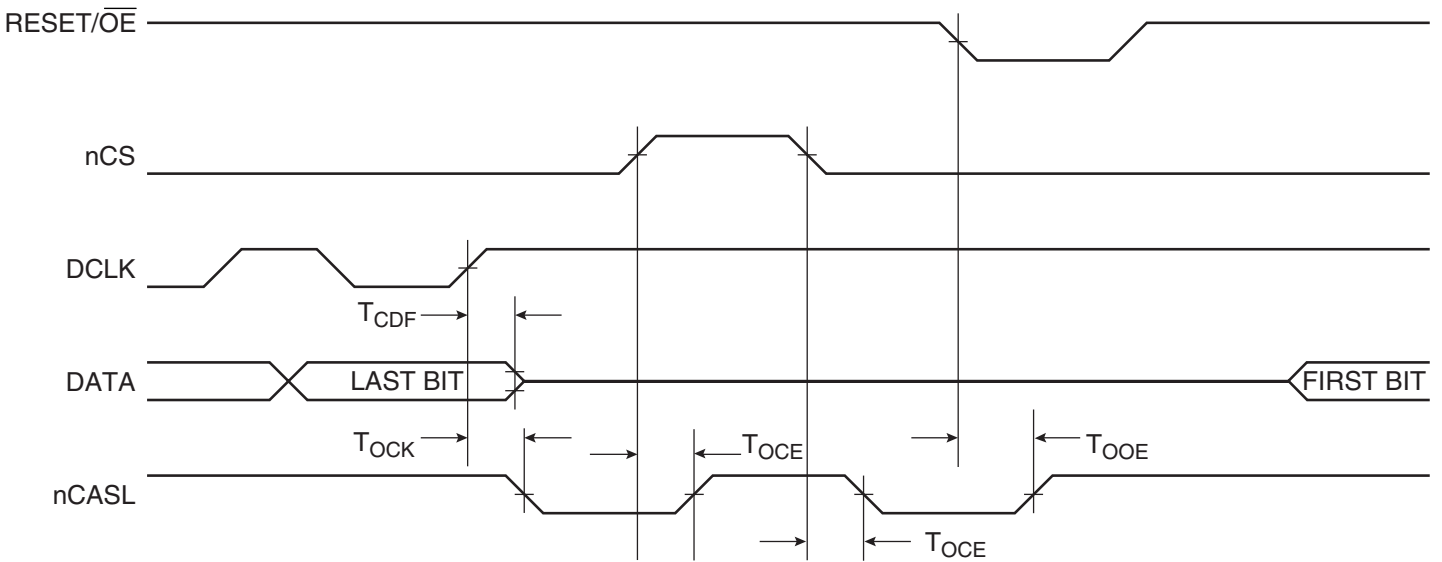 RESET/OE
nCS
DCLK
TCDF
DATA LAST BIT FIRST BIT
TOCK TOCE TOOE
nCASL
TOCE